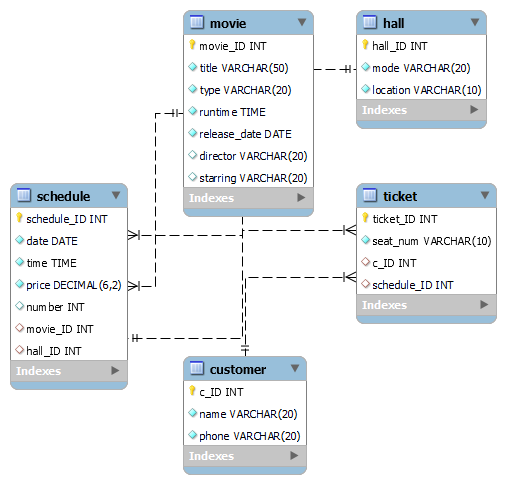 movie
movie_ID INT
title VARCHAR(50)
type VARCHAR(20)
runtime TIME
release_date DATE
director VARCHAR(20)
starring VARCHAR(20)
Indexes
hall
hall_ID INT
mode VARCHAR(20)
location VARCHAR(10)
Indexes
schedule
schedule_ID INT
date DATE
time TIME
price DECIMAL(6,2)
number INT
movie_ID INT
hall_ID INT
Indexes
ticket
ticket_ID INT
seat_num VARCHAR(10)
c_ID INT
schedule_ID INT
Indexes
customer
c_ID INT
name VARCHAR(20)
phone VARCHAR(20)
Indexes